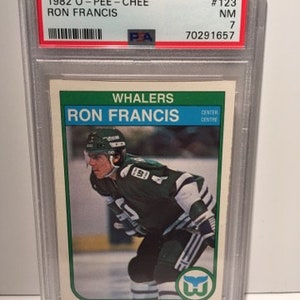 1982 O-PEE-CHEE #123
RON FRANCIS NM
PSA 7
70291657
WHALERS
RON FRANCIS
CENTER
CENTRE